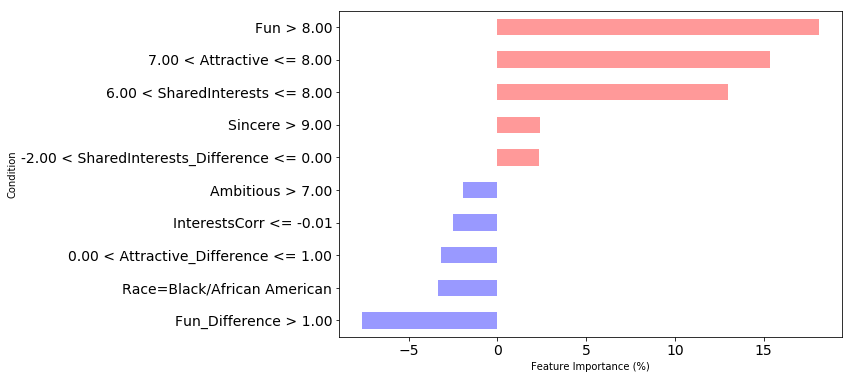 Fun > 8.00
7.00 < Attractive <= 8.00
6.00 < SharedInterests <= 8.00
Sincere > 9.00
-2.00 < SharedInterests_Difference <= 0.00
Ambitious > 7.00
InterestsCorr <= -0.01
0.00 < Attractive_Difference <= 1.00
Race=Black/African American
Fun_Difference > 1.00
Condition
−5 0 5 10 15
Feature Importance (%)